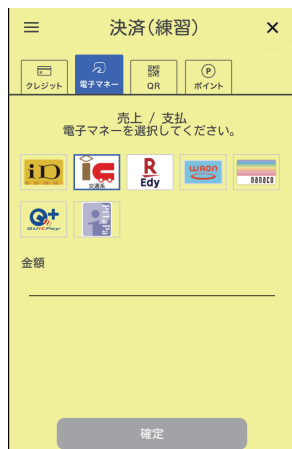 決済(練習)
クレジット
電子マネー
QR
ポイント
売上 / 支払
電子マネーを選択してください。
iD
IC
交通系
R
Edy
WAON
nanaco
QUICPay
PiTaPa
金額
確定